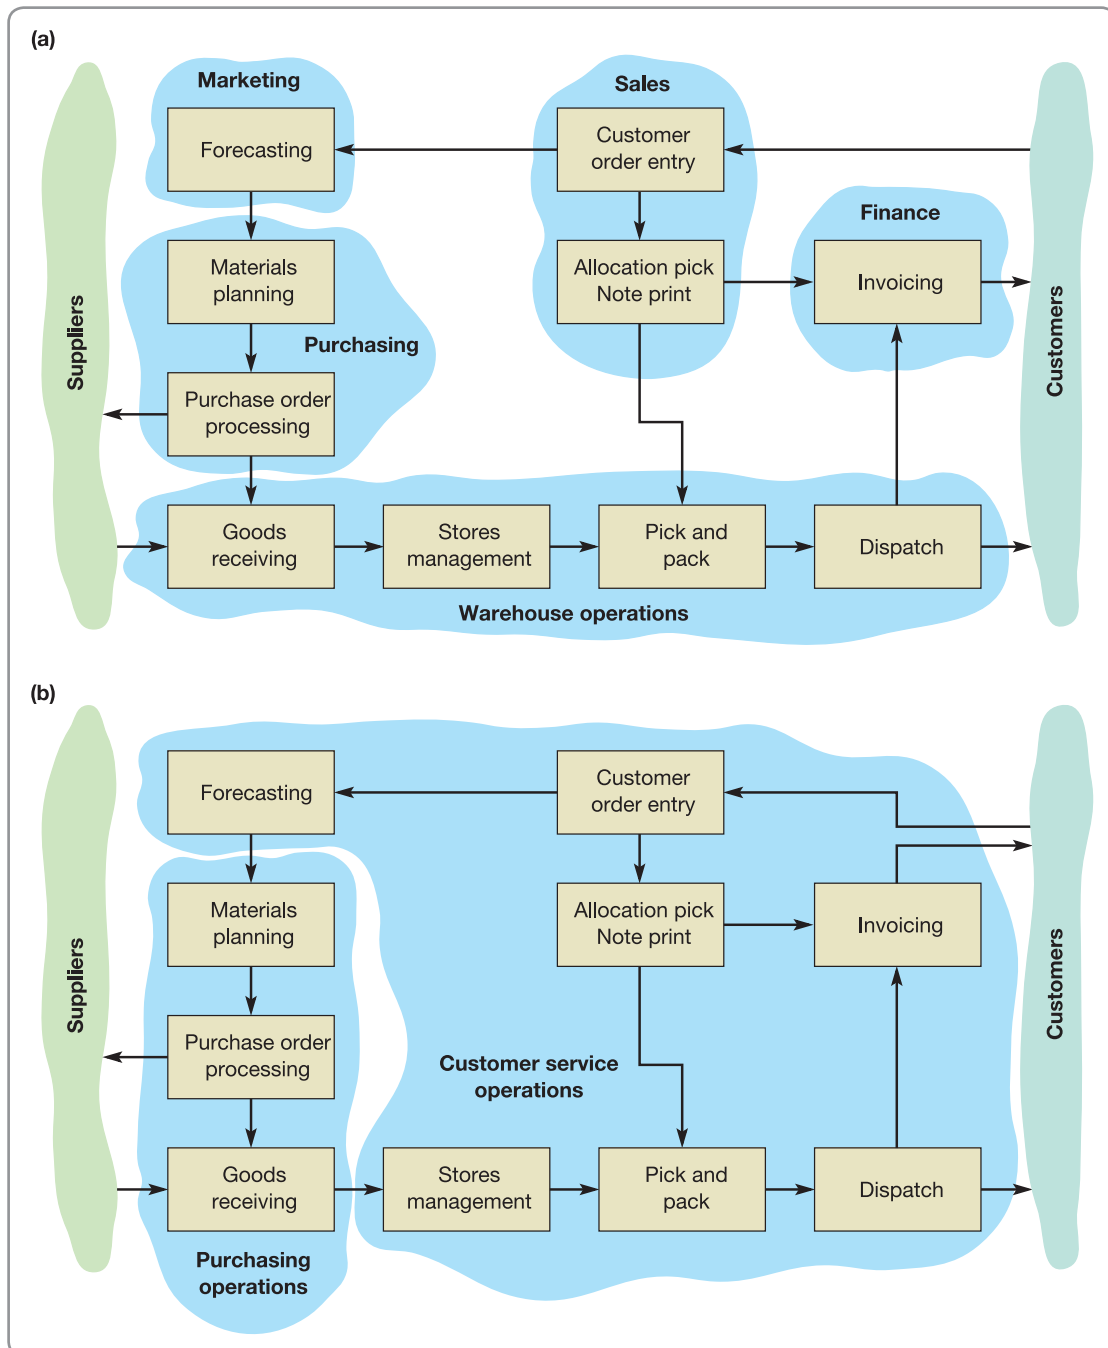 (a)
Marketing
Sales
Forecasting
Customer
order entry
Finance
Materials
planning
Allocation pick
Note print
Invoicing
Suppliers
Purchasing
Customers
Purchase order
processing
Goods
receiving
Stores
management
Pick and
pack
Dispatch
Warehouse operations
(b)
Forecasting
Customer
order entry
Materials
planning
Allocation pick
Note print
Invoicing
Suppliers
Customers
Purchase order
processing
Customer service
operations
Goods
receiving
Stores
management
Pick and
pack
Dispatch
Purchasing
operations